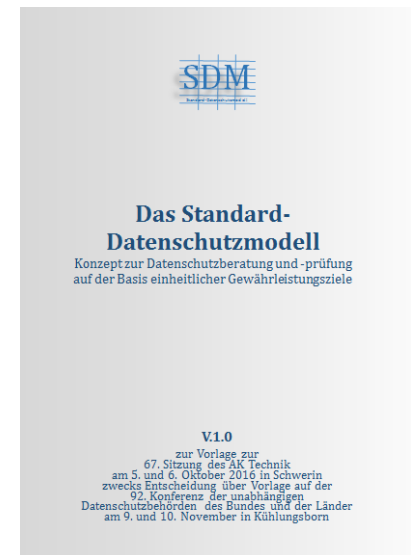 SDM
Das Standard-
Datenschutzmodell
Konzept zur Datenschutzberatung und -prüfung
auf der Basis einheitlicher Gewährleistungsziele
V.1.0
zur Vorlage zur
67. Sitzung des AK Technik
am 5. und 6. Oktober 2016 in Schwerin
zwecks Entscheidung über Vorlage auf der
92. Konferenz der unabhängigen
Datenschutzbehörden des Bundes und der Länder
am 9. und 10. November in Kühlungsborn